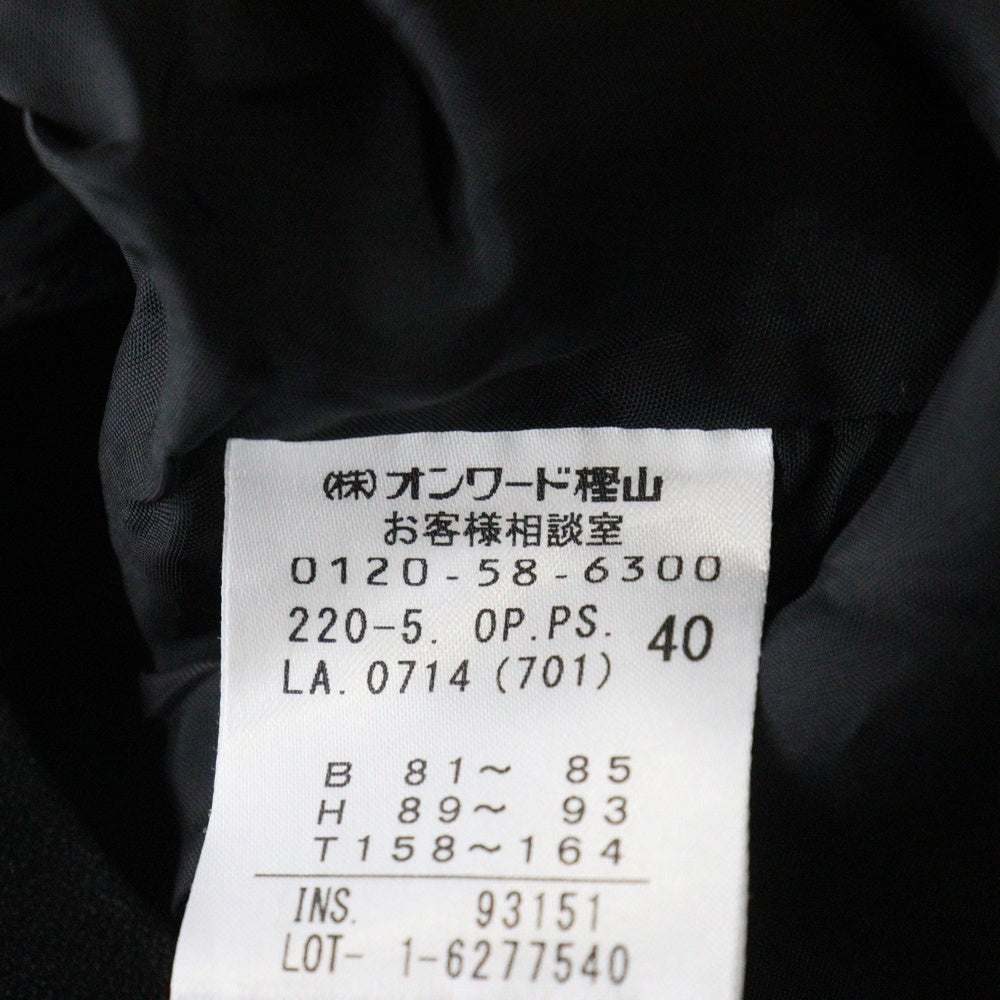 (株)オンワード樫山
お客様相談室
0120-58-6300
220-5. OP.PS. 40
LA. 0714 (701)
B 81~ 85
H 89~ 93
T158~164
INS. 93151
LOT- 1-6277540